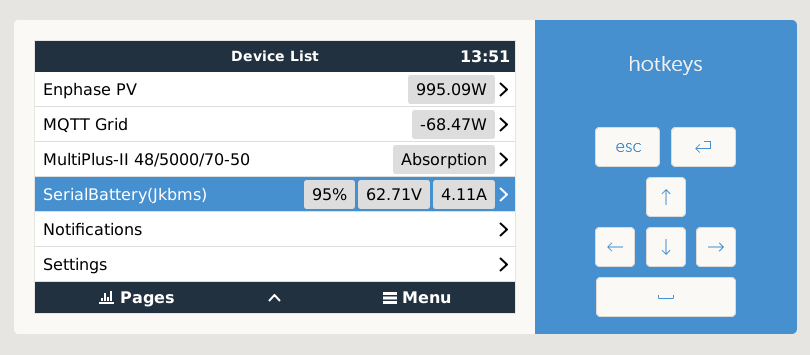 Device List 13:51
Enphase PV 995.09W
MQTT Grid -68.47W
MultiPlus-II 48/5000/70-50 Absorption
SerialBattery(Jkbms) 95% 62.71V 4.11A
Notifications
Settings
Pages Menu
hotkeys
esc